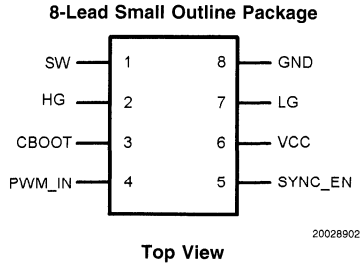 8-Lead Small Outline Package
SW 1 8 GND
HG 2 7 LG
CBOOT 3 6 VCC
PWM_IN 4 5 SYNC_EN
20028902
Top View